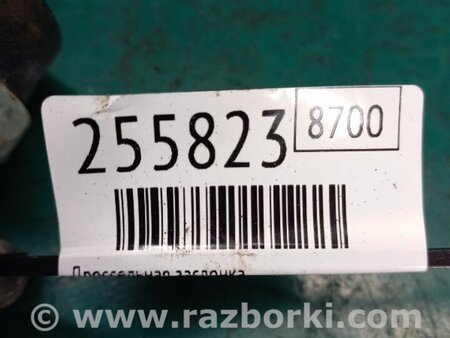 255823
8700
Дроссельная заслонка
© www.razborki.com